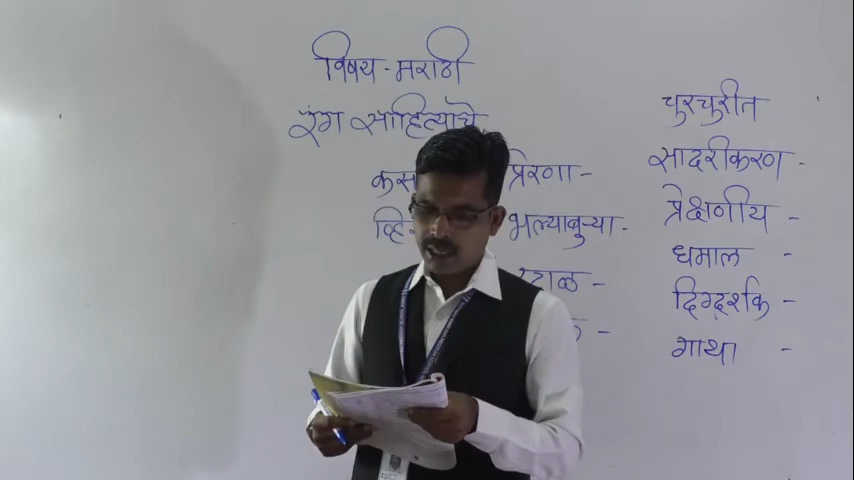 विषय - मराठी
रंग साहित्याचे
प्रेरणा -
भल्याबुऱ्या -
चुरचुरीत
सादरीकरण -
प्रेक्षणीय -
धमाल -
दिग्दर्शक -
गाथा -